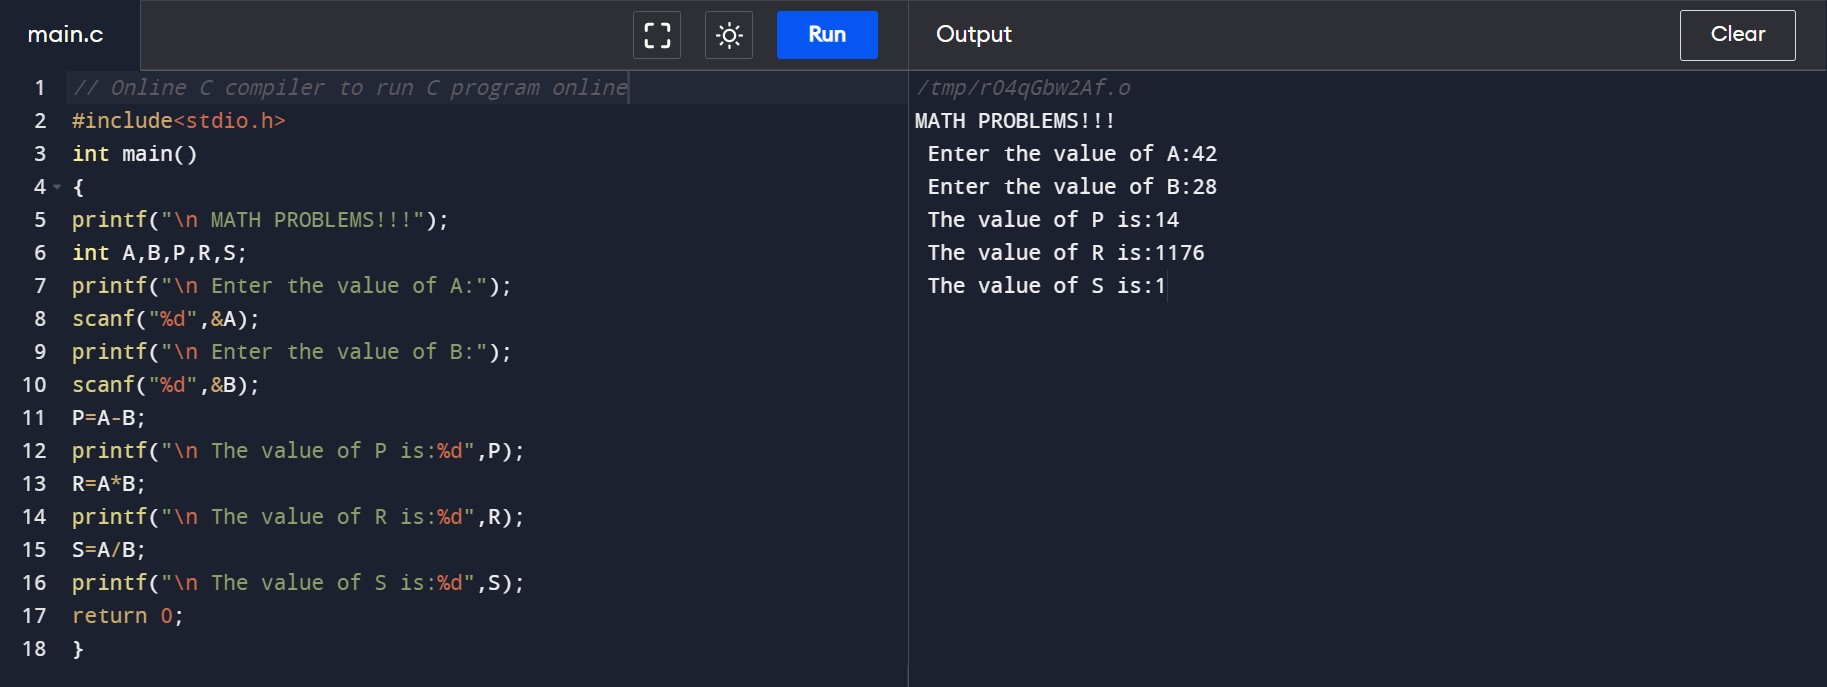 main.c
Run
Output
Clear
1 // Online C compiler to run C program online
2 #include<stdio.h>
3 int main()
4 {
5 printf("\n MATH PROBLEMS!!!");
6 int A,B,P,R,S;
7 printf("\n Enter the value of A:");
8 scanf("%d",&A);
9 printf("\n Enter the value of B:");
10 scanf("%d",&B);
11 P=A-B;
12 printf("\n The value of P is:%d",P);
13 R=A*B;
14 printf("\n The value of R is:%d",R);
15 S=A/B;
16 printf("\n The value of S is:%d",S);
17 return 0;
18 }
/tmp/rO4qGbw2Af.o
MATH PROBLEMS!!!
Enter the value of A:42
Enter the value of B:28
The value of P is:14
The value of R is:1176
The value of S is:1